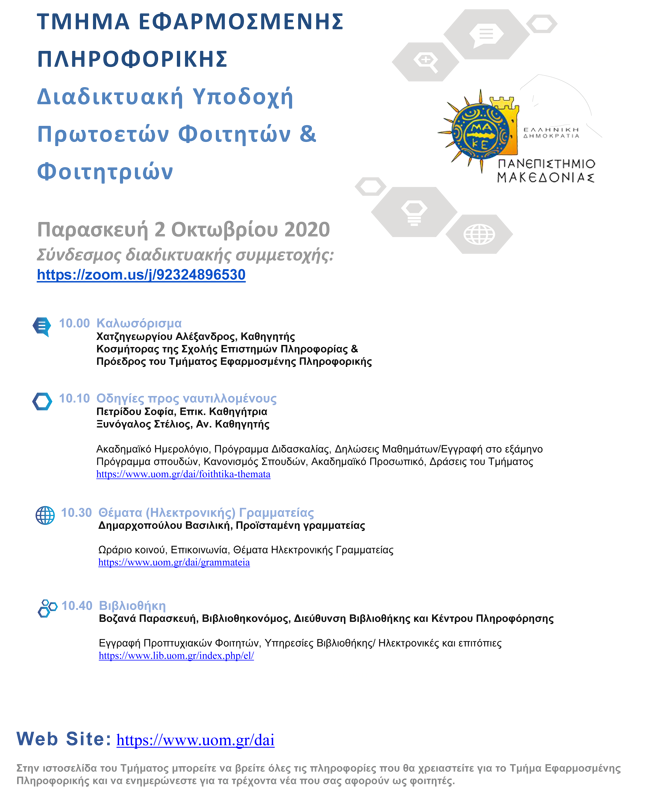 ΤΜΗΜΑ ΕΦΑΡΜΟΣΜΕΝΗΣ
ΠΛΗΡΟΦΟΡΙΚΗΣ
Διαδικτυακή Υποδοχή
Πρωτοετών Φοιτητών &
Φοιτητριών
ΜΑ
ΚΕ
ΕΛΛΗΝΙΚΗ
ΔΗΜΟΚΡΑΤΙΑ
ΠΑΝΕΠΙΣΤΗΜΙΟ
ΜΑΚΕΔΟΝΙΑΣ
Παρασκευή 2 Οκτωβρίου 2020
Σύνδεσμος διαδικτυακής συμμετοχής:
https://zoom.us/j/92324896530
10.00 Καλωσόρισμα
Χατζηγεωργίου Αλέξανδρος, Καθηγητής
Κοσμήτορας της Σχολής Επιστημών Πληροφορίας &
Πρόεδρος του Τμήματος Εφαρμοσμένης Πληροφορικής
10.10 Οδηγίες προς ναυτιλλομένους
Πετρίδου Σοφία, Επικ. Καθηγήτρια
Ξυνόγαλος Στέλιος, Αν. Καθηγητής
Ακαδημαϊκό Ημερολόγιο, Πρόγραμμα Διδασκαλίας, Δηλώσεις Μαθημάτων/Εγγραφή στο εξάμηνο
Πρόγραμμα σπουδών, Κανονισμός Σπουδών, Ακαδημαϊκό Προσωπικό, Δράσεις του Τμήματος
https://www.uom.gr/dai/foithtika-themata
10.30 Θέματα (Ηλεκτρονικής) Γραμματείας
Δημαρχοπούλου Βασιλική, Προϊσταμένη γραμματείας
Ωράριο κοινού, Επικοινωνία, Θέματα Ηλεκτρονικής Γραμματείας
https://www.uom.gr/dai/grammateia
10.40 Βιβλιοθήκη
Βοζανά Παρασκευή, Βιβλιοθηκονόμος, Διεύθυνση Βιβλιοθήκης και Κέντρου Πληροφόρησης
Εγγραφή Προπτυχιακών Φοιτητών, Υπηρεσίες Βιβλιοθήκης/ Ηλεκτρονικές και επιτόπιες
https://www.lib.uom.gr/index.php/el/
Web Site: https://www.uom.gr/dai
Στην ιστοσελίδα του Τμήματος μπορείτε να βρείτε όλες τις πληροφορίες που θα χρειαστείτε για το Τμήμα Εφαρμοσμένης
Πληροφορικής και να ενημερώνεστε για τα τρέχοντα νέα που σας αφορούν ως φοιτητές.